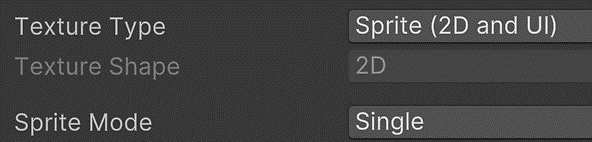 Texture Type Sprite (2D and UI)
Texture Shape 2D
Sprite Mode Single